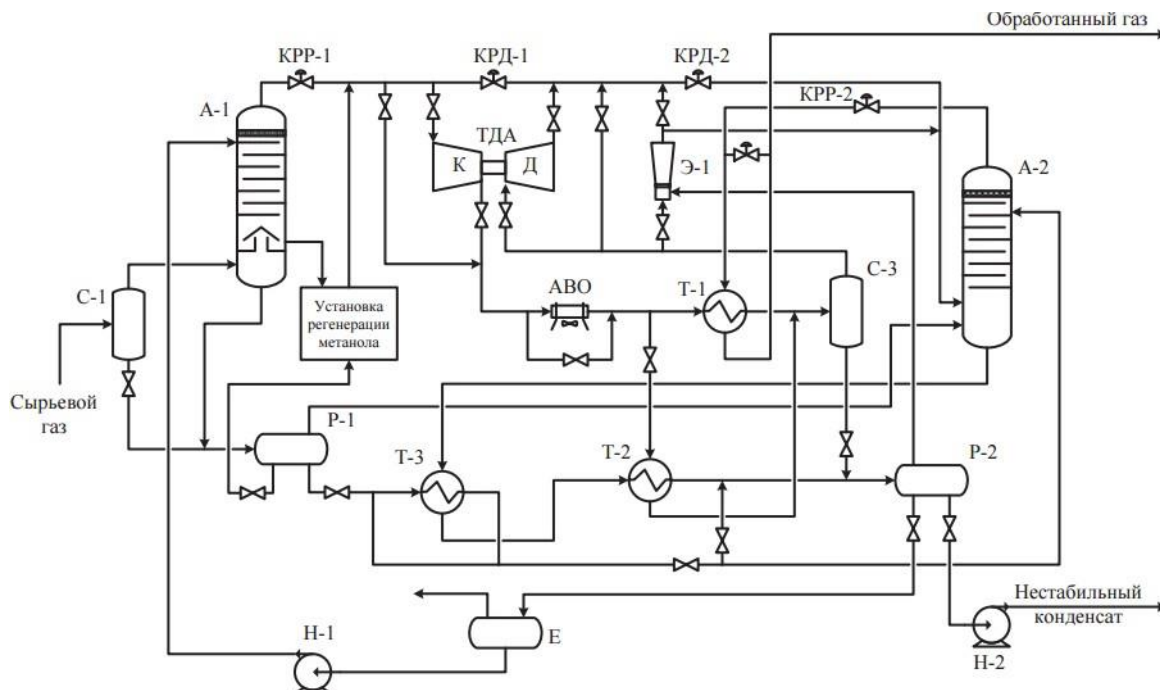 Обработанный газ
КРР-1
КРД-1
КРД-2
КРР-2
А-1
ТДА
К
Д
Э-1
А-2
С-3
С-1
АВО
Т-1
Установка
регенерации
метанола
Сырьевой
газ
Р-1
Т-3
Т-2
Р-2
Нестабильный
конденсат
Н-1
Е
Н-2